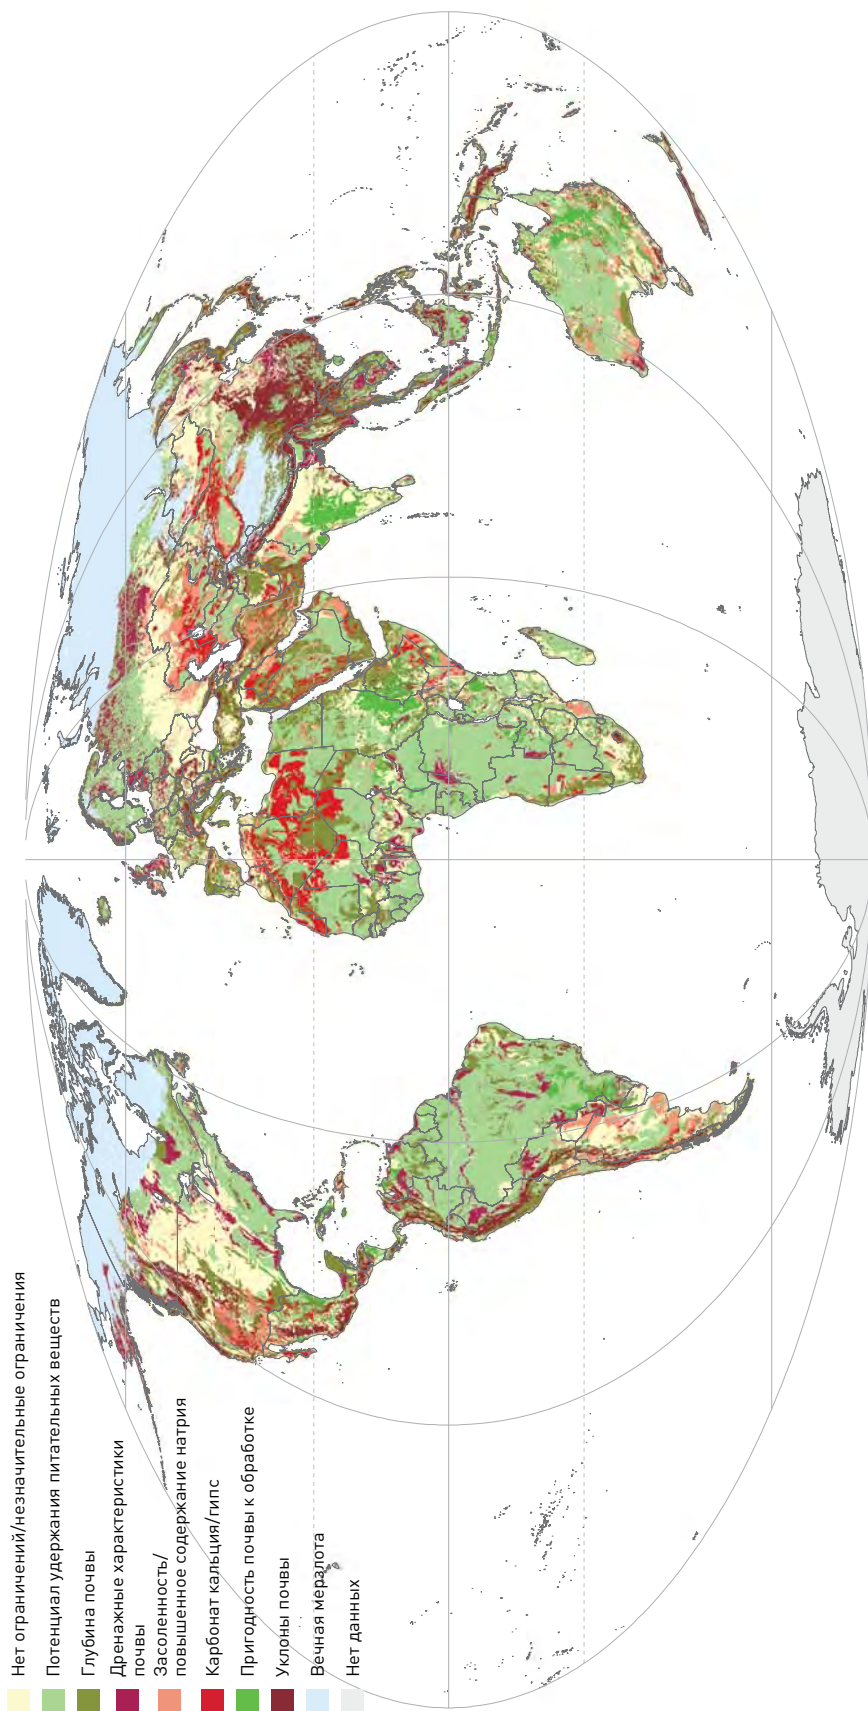 Нет ограничений/незначительные ограничения
Потенциал удержания питательных веществ
Глубина почвы
Дренажные характеристики
почвы
Засоленность/
повышенное содержание натрия
Карбонат кальция/гипс
Пригодность почвы к обработке
Уклоны почвы
Вечная мерзлота
Нет данных